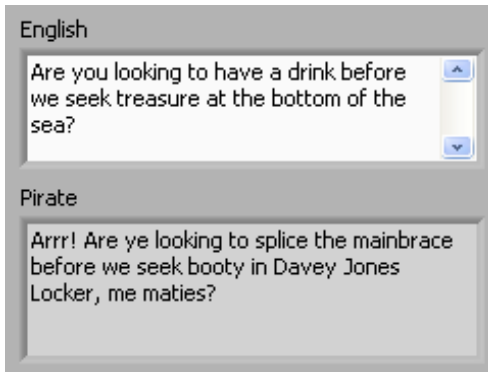 English
Are you looking to have a drink before
we seek treasure at the bottom of the
sea?
Pirate
Arrr! Are ye looking to splice the mainbrace
before we seek booty in Davey Jones
Locker, me maties?